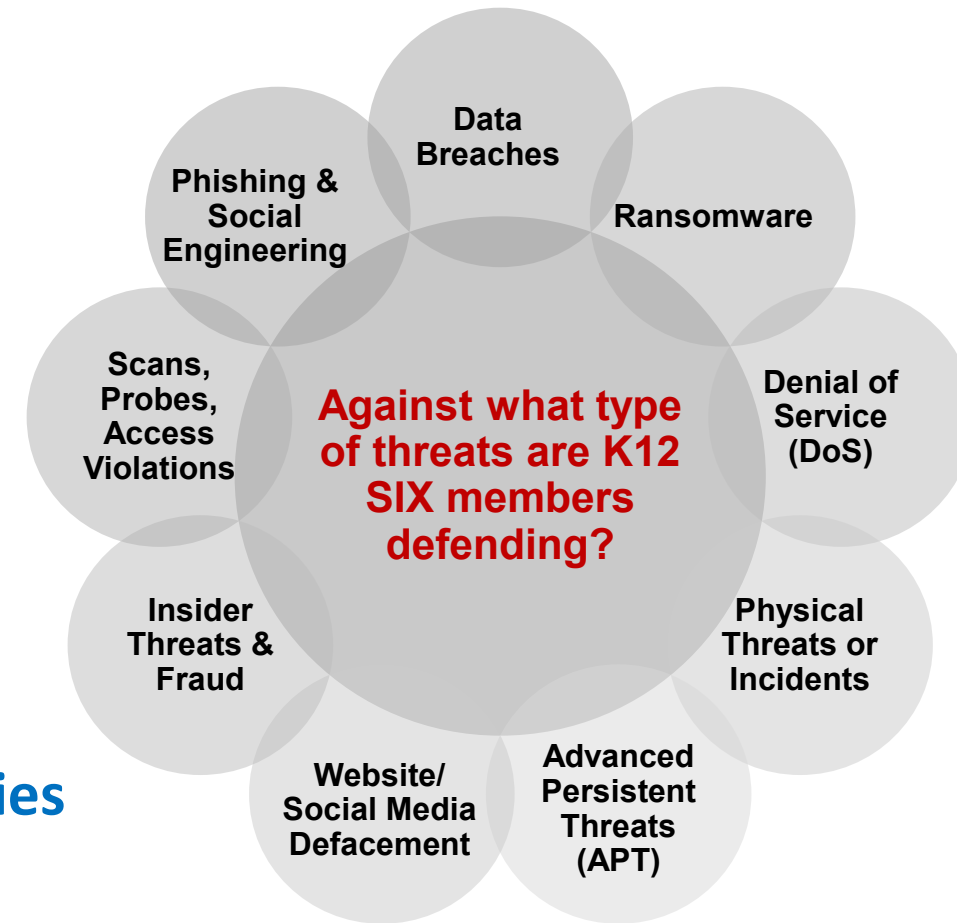 Data
Breaches
Ransomware
Denial of
Service
(DoS)
Physical
Threats or
Incidents
Advanced
Persistent
Threats
(APT)
Website/
Social Media
Defacement
Insider
Threats &
Fraud
Scans,
Probes,
Access
Violations
Phishing &
Social
Engineering
Against what type
of threats are K12
SIX members
defending?
ies